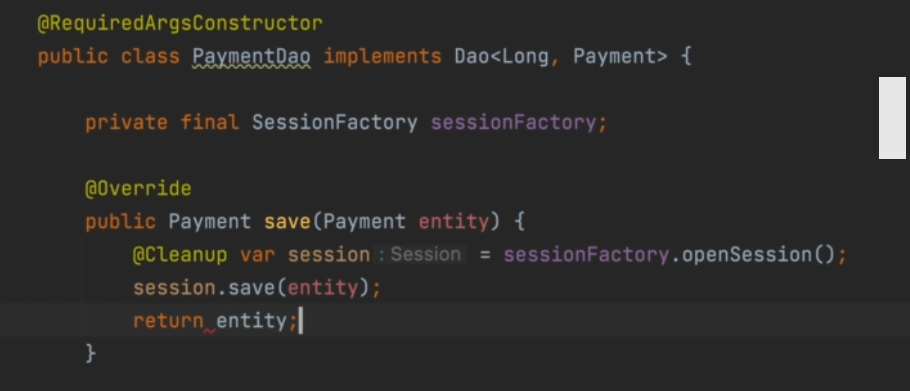 @RequiredArgsConstructor
public class PaymentDao implements Dao<Long, Payment> {
private final SessionFactory sessionFactory;
@Override
public Payment save(Payment entity) {
@Cleanup var session : Session = sessionFactory.openSession();
session.save(entity);
return entity;
}